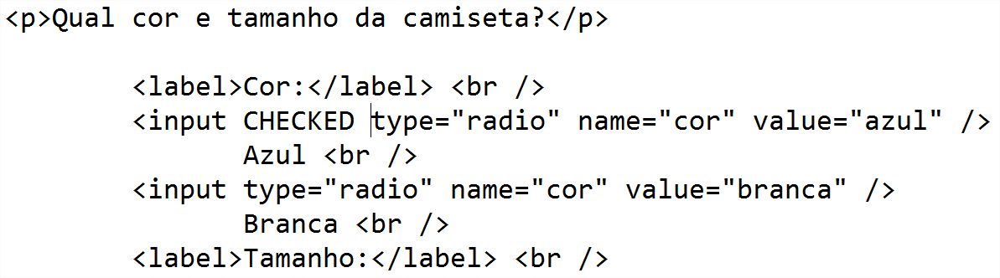 <p>Qual cor e tamanho da camiseta?</p>
<label>Cor:</label> <br />
<input CHECKED type="radio" name="cor" value="azul" />
Azul <br />
<input type="radio" name="cor" value="branca" />
Branca <br />
<label>Tamanho:</label> <br />